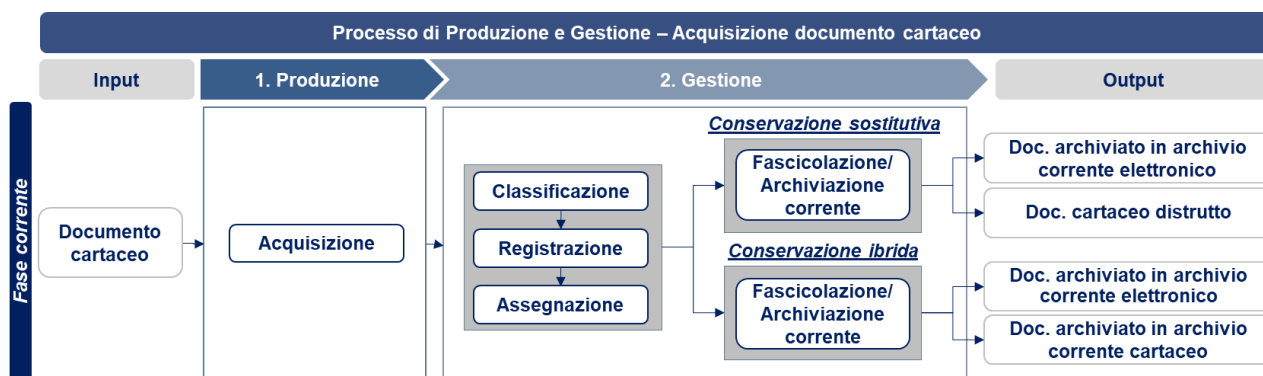 Processo di Produzione e Gestione – Acquisizione documento cartaceo
Input
1. Produzione
2. Gestione
Output
Fase corrente
Documento
cartaceo
Acquisizione
Classificazione
Registrazione
Assegnazione
Conservazione sostitutiva
Fascicolazione/
Archiviazione
corrente
Conservazione ibrida
Fascicolazione/
Archiviazione
corrente
Doc. archiviato in archivio
corrente elettronico
Doc. cartaceo distrutto
Doc. archiviato in archivio
corrente elettronico
Doc. archiviato in archivio
corrente cartaceo